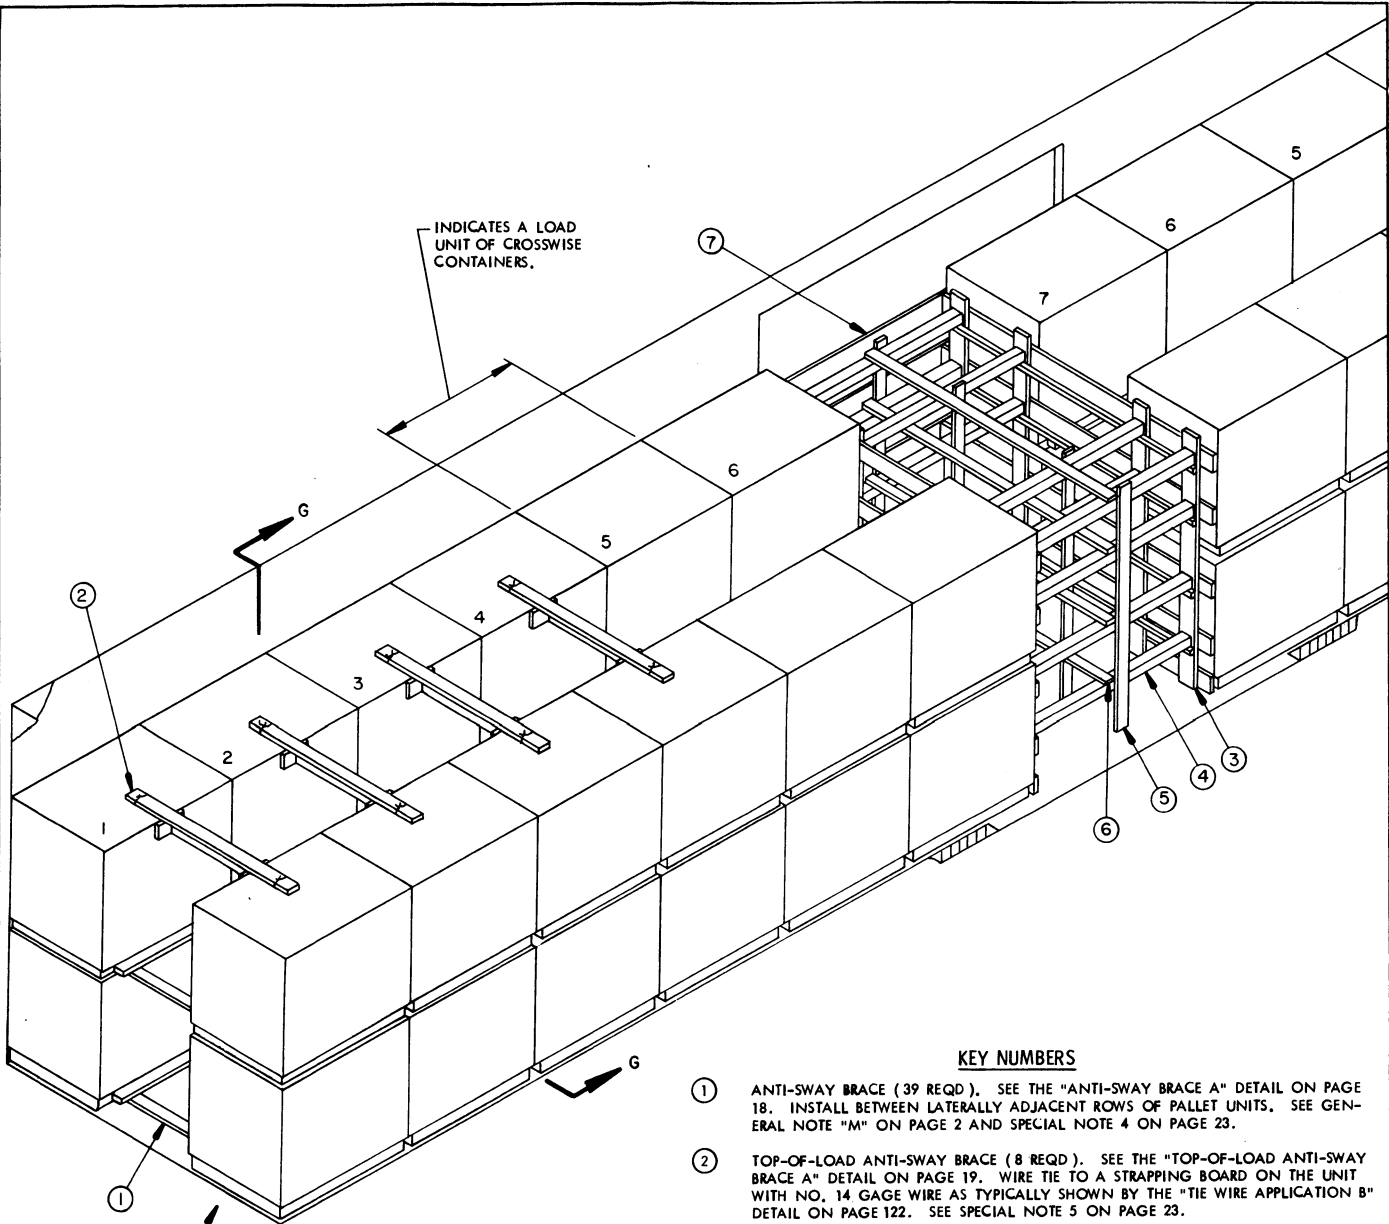 INDICATES A LOAD
UNIT OF CROSSWISE
CONTAINERS.
7
5
6
7
6
5
G
4
3
2
1
2
G
3
4
5
6
1
KEY NUMBERS
1 ANTI-SWAY BRACE (39 REQD). SEE THE "ANTI-SWAY BRACE A" DETAIL ON PAGE
18. INSTALL BETWEEN LATERALLY ADJACENT ROWS OF PALLET UNITS. SEE GEN-
ERAL NOTE "M" ON PAGE 2 AND SPECIAL NOTE 4 ON PAGE 23.
2 TOP-OF-LOAD ANTI-SWAY BRACE (8 REQD). SEE THE "TOP-OF-LOAD ANTI-SWAY
BRACE A" DETAIL ON PAGE 19. WIRE TIE TO A STRAPPING BOARD ON THE UNIT
WITH NO. 14 GAGE WIRE AS TYPICALLY SHOWN BY THE "TIE WIRE APPLICATION B"
DETAIL ON PAGE 122. SEE SPECIAL NOTE 5 ON PAGE 23.